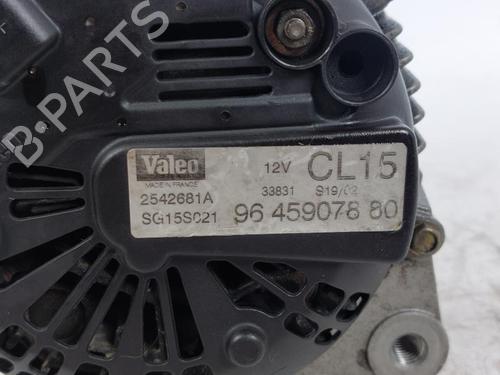 B-PARTS
Valeo 12V CL15
MADE IN FRANCE
2542681A 33831 S19/02
SG15S021 96 459078 80